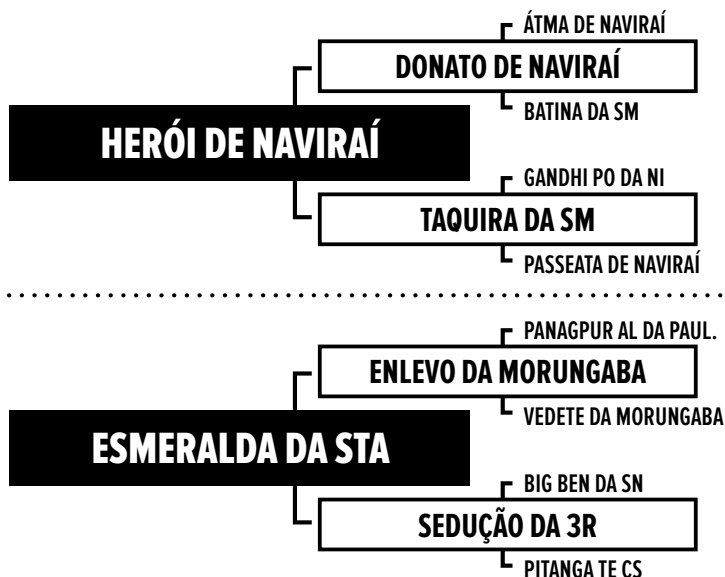 ÁTMA DE NAVIRAÍ
DONATO DE NAVIRAÍ
BATINA DA SM
HERÓI DE NAVIRAÍ
GANDHI PO DA NI
TAQUIRA DA SM
PASSEATA DE NAVIRAÍ
PANAGPUR AL DA PAUL.
ENLEVO DA MORUNGABA
VEDETE DA MORUNGABA
ESMERALDA DA STA
BIG BEN DA SN
SEDUÇÃO DA 3R
PITANGA TE CS